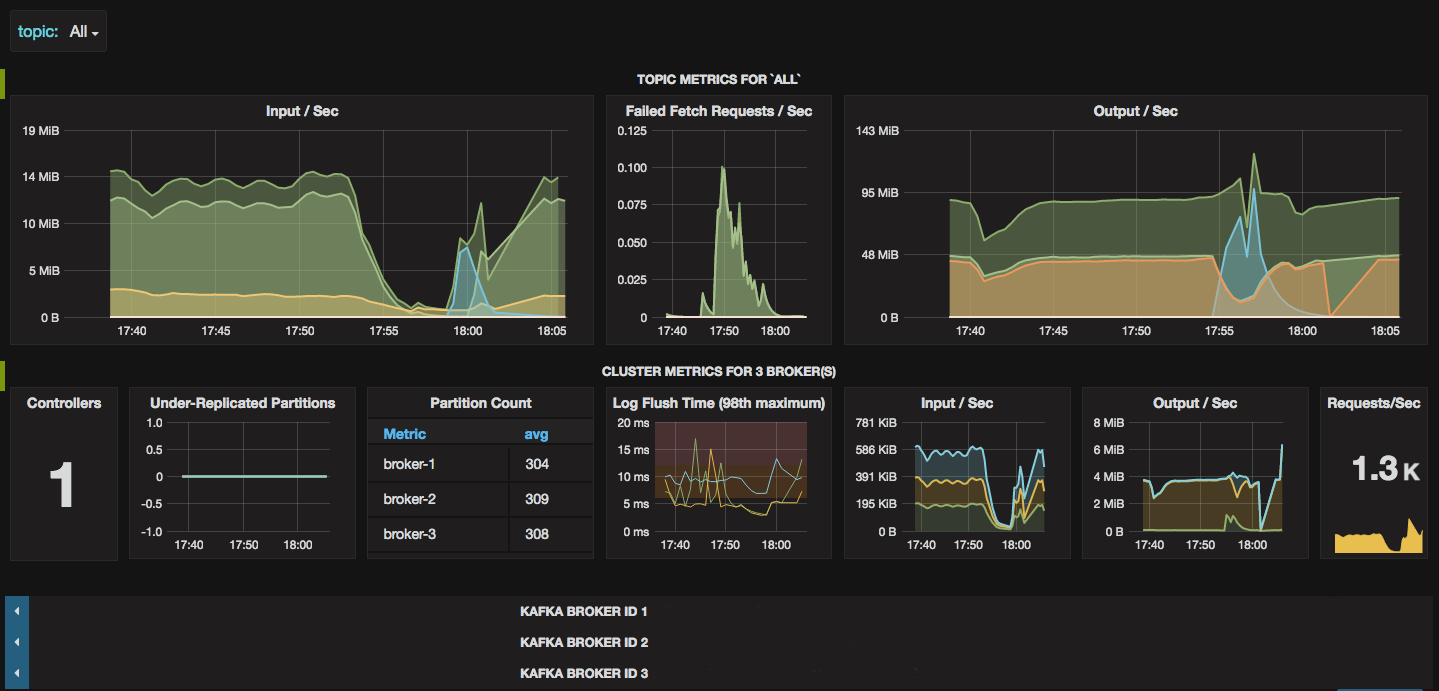 topic: All
TOPIC METRICS FOR `ALL`
Input / Sec
19 MiB
14 MiB
10 MiB
5 MiB
0 B
17:40 17:45 17:50 17:55 18:00 18:05
Failed Fetch Requests / Sec
0.125
0.100
0.075
0.050
0.025
0
17:40 17:50 18:00
Output / Sec
143 MiB
95 MiB
48 MiB
0 B
17:40 17:45 17:50 17:55 18:00 18:05
CLUSTER METRICS FOR 3 BROKER(S)
Controllers
1
Under-Replicated Partitions
1.0
0.5
0
-0.5
-1.0
17:40 17:50 18:00
Partition Count
Metric avg
broker-1 304
broker-2 309
broker-3 308
Log Flush Time (98th maximum)
20 ms
15 ms
10 ms
5 ms
0 ms
17:40 17:50 18:00
Input / Sec
781 KiB
586 KiB
391 KiB
195 KiB
0 B
17:40 17:50 18:00
Output / Sec
8 MiB
6 MiB
4 MiB
2 MiB
0 B
17:40 17:50 18:00
Requests/Sec
1.3 K
KAFKA BROKER ID 1
KAFKA BROKER ID 2
KAFKA BROKER ID 3